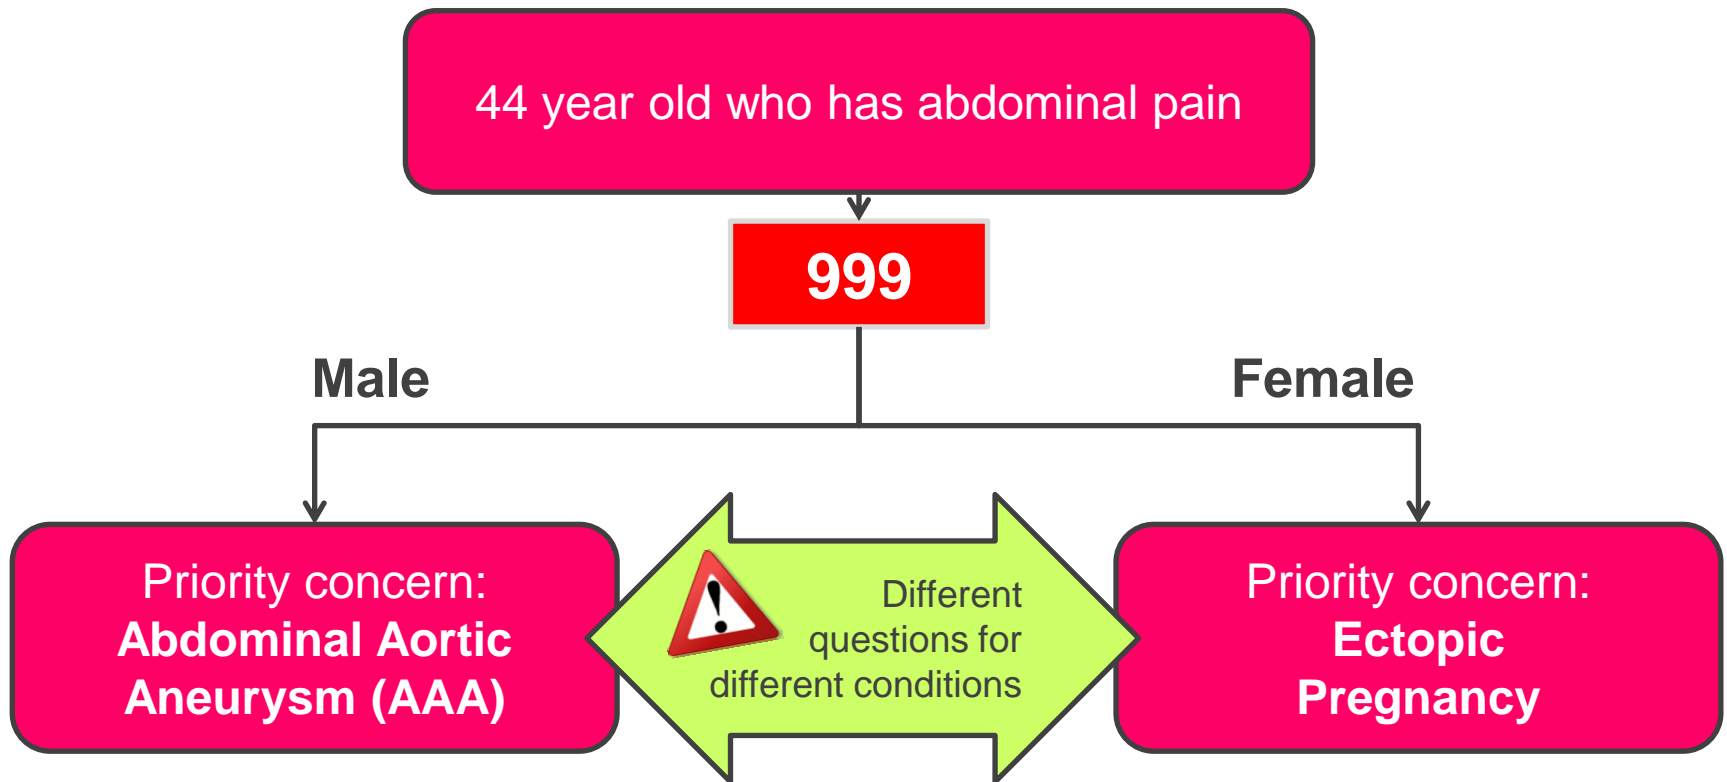 44 year old who has abdominal pain
999
Male
Female
Priority concern:
Abdominal Aortic
Aneurysm (AAA)
Different
questions for
different conditions
Priority concern:
Ectopic
Pregnancy